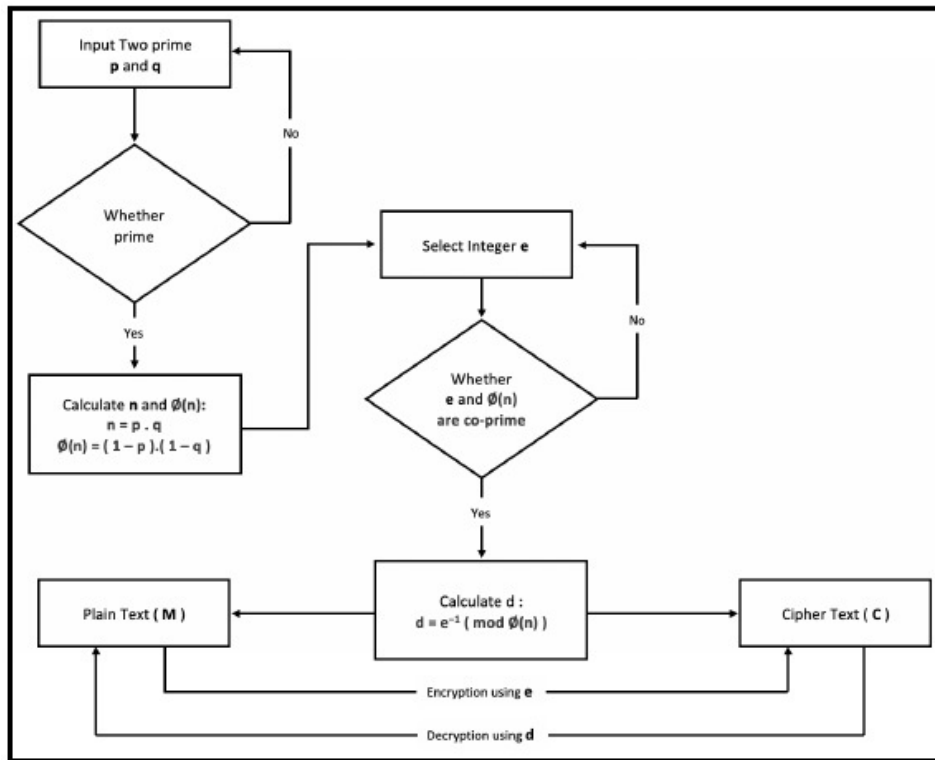 Input Two prime
p and q
No
Whether
prime
Yes
Calculate n and Ø(n):
n = p . q
Ø(n) = ( 1 – p ).( 1 – q )
Select Integer e
No
Whether
e and Ø(n)
are co-prime
Yes
Calculate d :
d = e⁻¹ ( mod Ø(n) )
Plain Text ( M )
Cipher Text ( C )
Encryption using e
Decryption using d